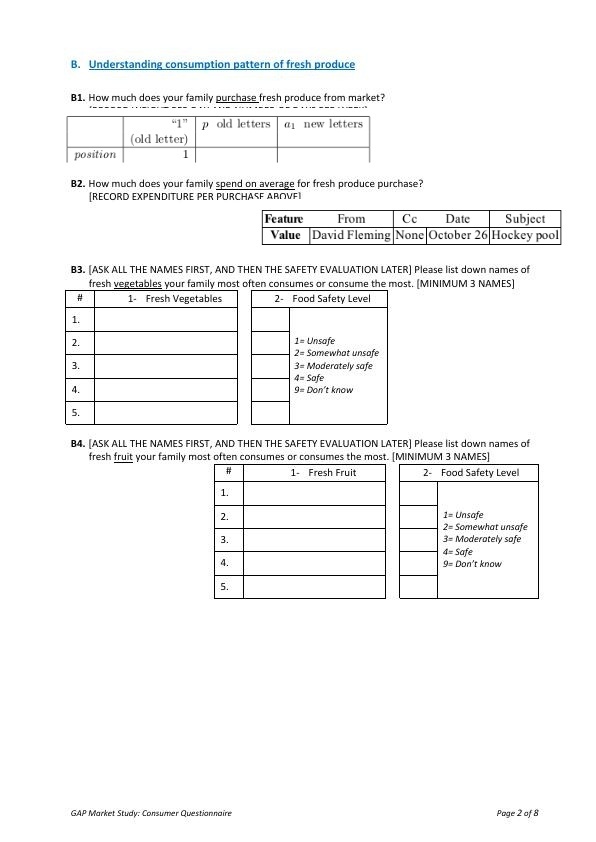 B. Understanding consumption pattern of fresh produce
B1. How much does your family purchase fresh produce from market?
"1" p old letters a1 new letters
(old letter)
position 1
B2. How much does your family spend on average for fresh produce purchase?
[RECORD EXPENDITURE PER PURCHASE ABOVE]
Feature From Cc Date Subject
Value David Fleming None October 26 Hockey pool
B3. [ASK ALL THE NAMES FIRST, AND THEN THE SAFETY EVALUATION LATER] Please list down names of
fresh vegetables your family most often consumes or consume the most. [MINIMUM 3 NAMES]
# 1- Fresh Vegetables 2- Food Safety Level
1.
2.
3.
4.
5.
1= Unsafe
2= Somewhat unsafe
3= Moderately safe
4= Safe
9= Don't know
B4. [ASK ALL THE NAMES FIRST, AND THEN THE SAFETY EVALUATION LATER] Please list down names of
fresh fruit your family most often consumes or consumes the most. [MINIMUM 3 NAMES]
# 1- Fresh Fruit 2- Food Safety Level
1.
2.
3.
4.
5.
1= Unsafe
2= Somewhat unsafe
3= Moderately safe
4= Safe
9= Don't know
GAP Market Study: Consumer Questionnaire Page 2 of 8